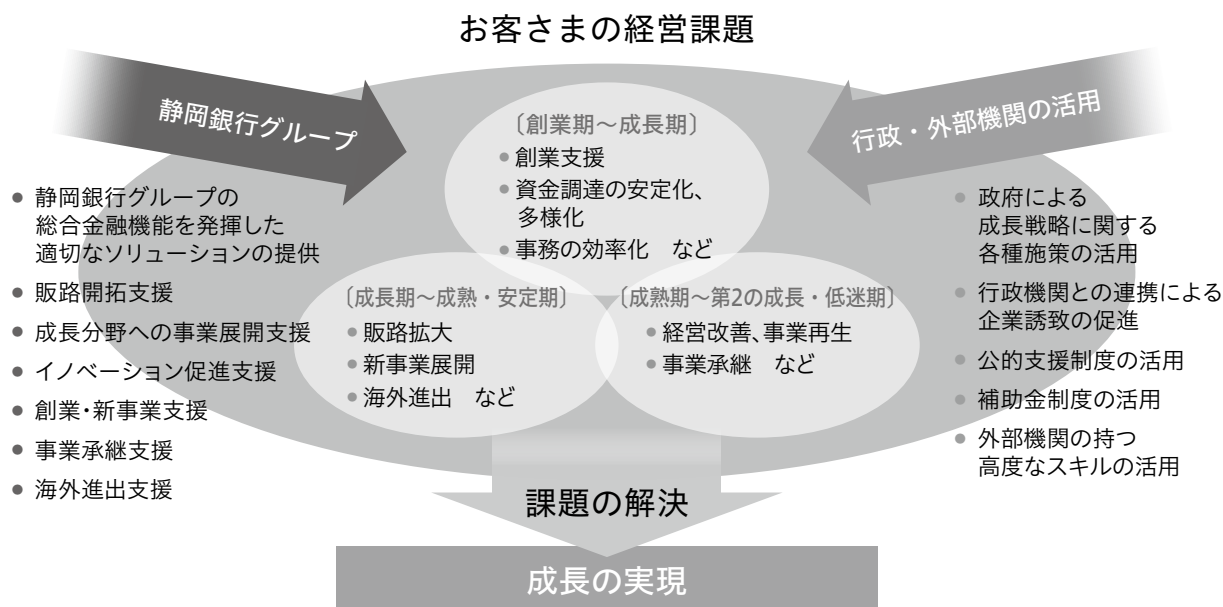 お客さまの経営課題
静岡銀行グループ
行政・外部機関の活用
〔創業期～成長期〕
● 創業支援
● 資金調達の安定化、
多様化
● 事務の効率化　など
〔成長期～成熟・安定期〕
● 販路拡大
● 新事業展開
● 海外進出　など
〔成熟期～第2の成長・低迷期〕
● 経営改善、事業再生
● 事業承継　など
● 静岡銀行グループの
総合金融機能を発揮した
適切なソリューションの提供
● 販路開拓支援
● 成長分野への事業展開支援
● イノベーション促進支援
● 創業・新事業支援
● 事業承継支援
● 海外進出支援
● 政府による
成長戦略に関する
各種施策の活用
● 行政機関との連携による
企業誘致の促進
● 公的支援制度の活用
● 補助金制度の活用
● 外部機関の持つ
高度なスキルの活用
課題の解決
成長の実現